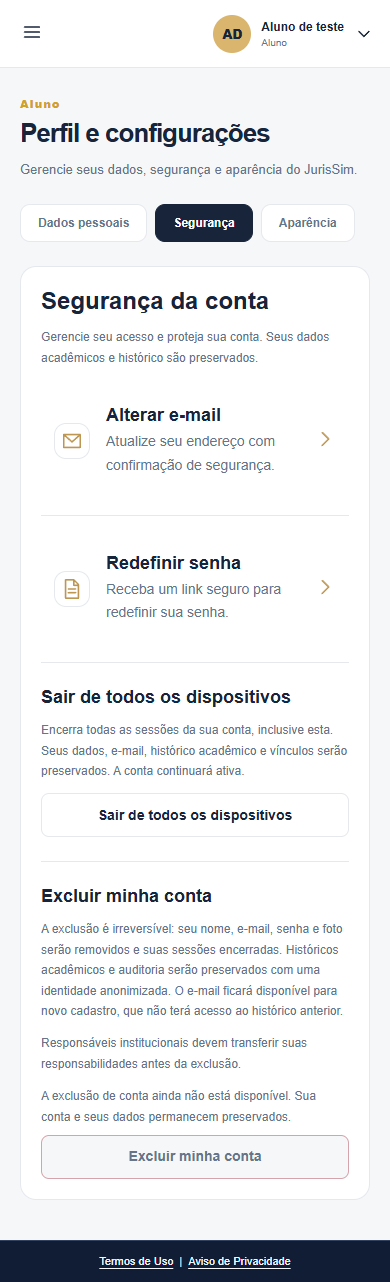 AD
Aluno de teste
Aluno
Aluno
Perfil e configurações
Gerencie seus dados, segurança e aparência do JurisSim.
Dados pessoais
Segurança
Aparência
Segurança da conta
Gerencie seu acesso e proteja sua conta. Seus dados
acadêmicos e histórico são preservados.
Alterar e-mail
Atualize seu endereço com
confirmação de segurança.
Redefinir senha
Receba um link seguro para
redefinir sua senha.
Sair de todos os dispositivos
Encerra todas as sessões da sua conta, inclusive esta.
Seus dados, e-mail, histórico acadêmico e vínculos serão
preservados. A conta continuará ativa.
Sair de todos os dispositivos
Excluir minha conta
A exclusão é irreversível: seu nome, e-mail, senha e foto
serão removidos e suas sessões encerradas. Históricos
acadêmicos e auditoria serão preservados com uma
identidade anonimizada. O e-mail ficará disponível para
novo cadastro, que não terá acesso ao histórico anterior.
Responsáveis institucionais devem transferir suas
responsabilidades antes da exclusão.
A exclusão de conta ainda não está disponível. Sua
conta e seus dados permanecem preservados.
Excluir minha conta
Termos de Uso | Aviso de Privacidade